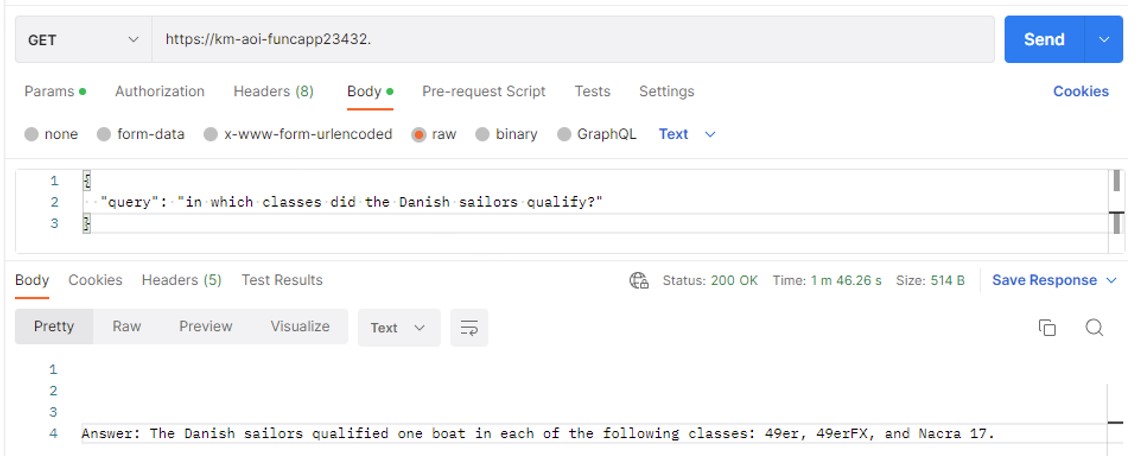 GET https://km-aoi-funcapp23432. Send
Params Authorization Headers (8) Body Pre-request Script Tests Settings Cookies
none form-data x-www-form-urlencoded raw binary GraphQL Text
1 {
2 "query": "in which classes did the Danish sailors qualify?"
3 }
Body Cookies Headers (5) Test Results Status: 200 OK Time: 1 m 46.26 s Size: 514 B Save Response
Pretty Raw Preview Visualize Text
1
2
3
4 Answer: The Danish sailors qualified one boat in each of the following classes: 49er, 49erFX, and Nacra 17.